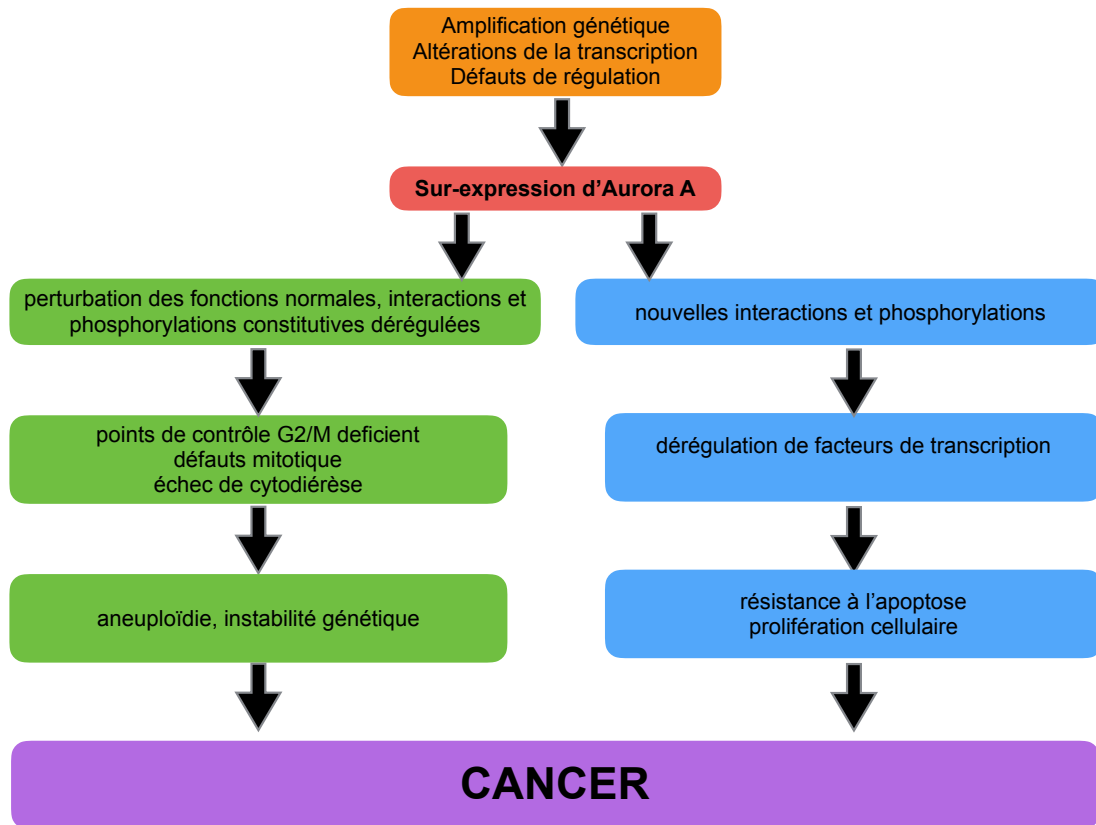 Amplification génétique
Altérations de la transcription
Défauts de régulation
Sur-expression d'Aurora A
perturbation des fonctions normales, interactions et
phosphorylations constitutives dérégulées
nouvelles interactions et phosphorylations
points de contrôle G2/M deficient
défauts mitotique
échec de cytodiérèse
dérégulation de facteurs de transcription
aneuploïdie, instabilité génétique
résistance à l'apoptose
prolifération cellulaire
CANCER